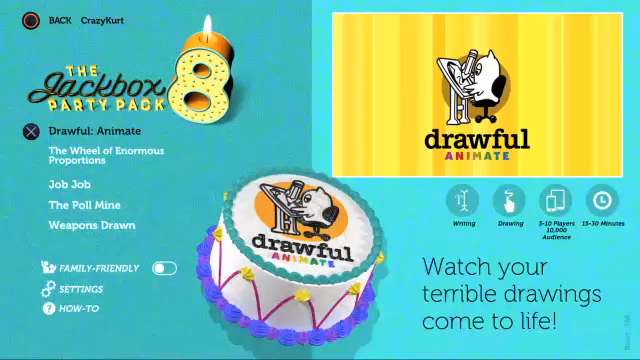 BACK CrazyKurt
THE
Jackbox
PARTY PACK
8
Drawful: Animate
The Wheel of Enormous
Proportions
Job Job
The Poll Mine
Weapons Drawn
FAMILY-FRIENDLY
SETTINGS
? HOW-TO
drawful
ANIMATE
drawful
ANIMATE
T
Writing
Drawing
3-10 Players
10,000
Audience
15-30 Minutes
Watch your
terrible drawings
come to life!